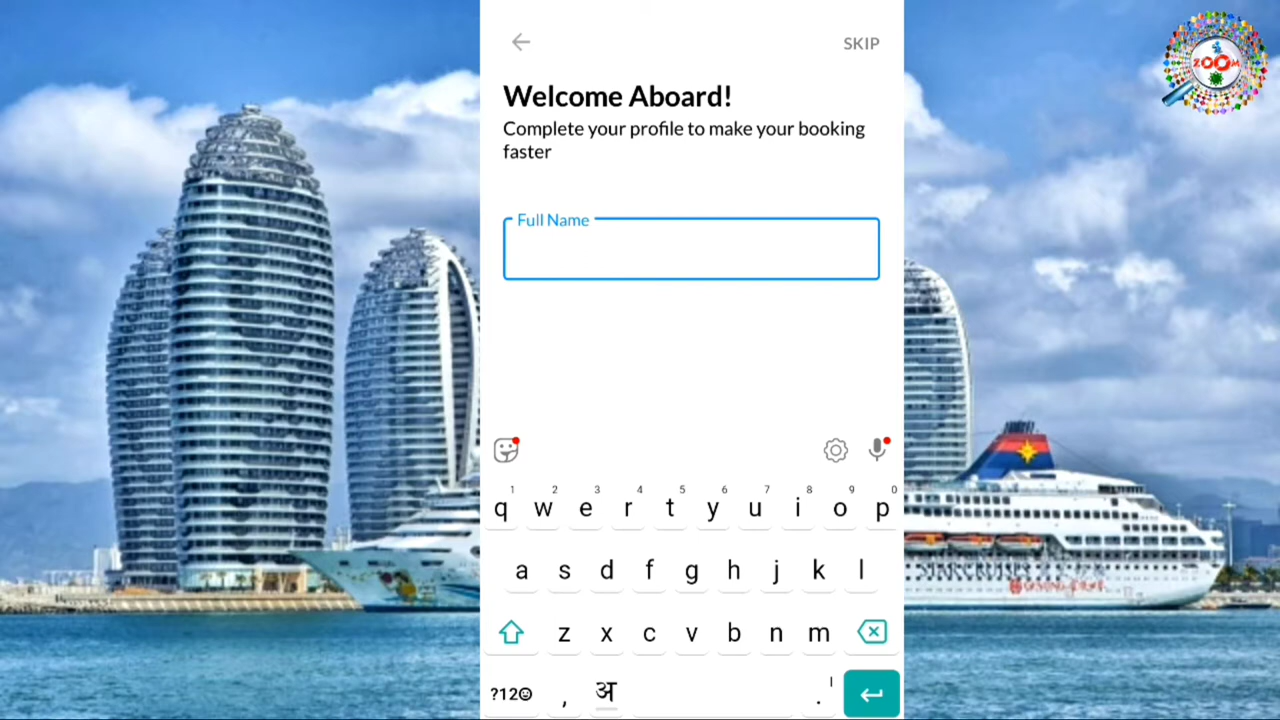 SKIP
ZOOM
Welcome Aboard!
Complete your profile to make your booking
faster
Full Name
1 2 3 4 5 6 7 8 9 0
q w e r t y u i o p
a s d f g h j k l
z x c v b n m
?12 , अ . !